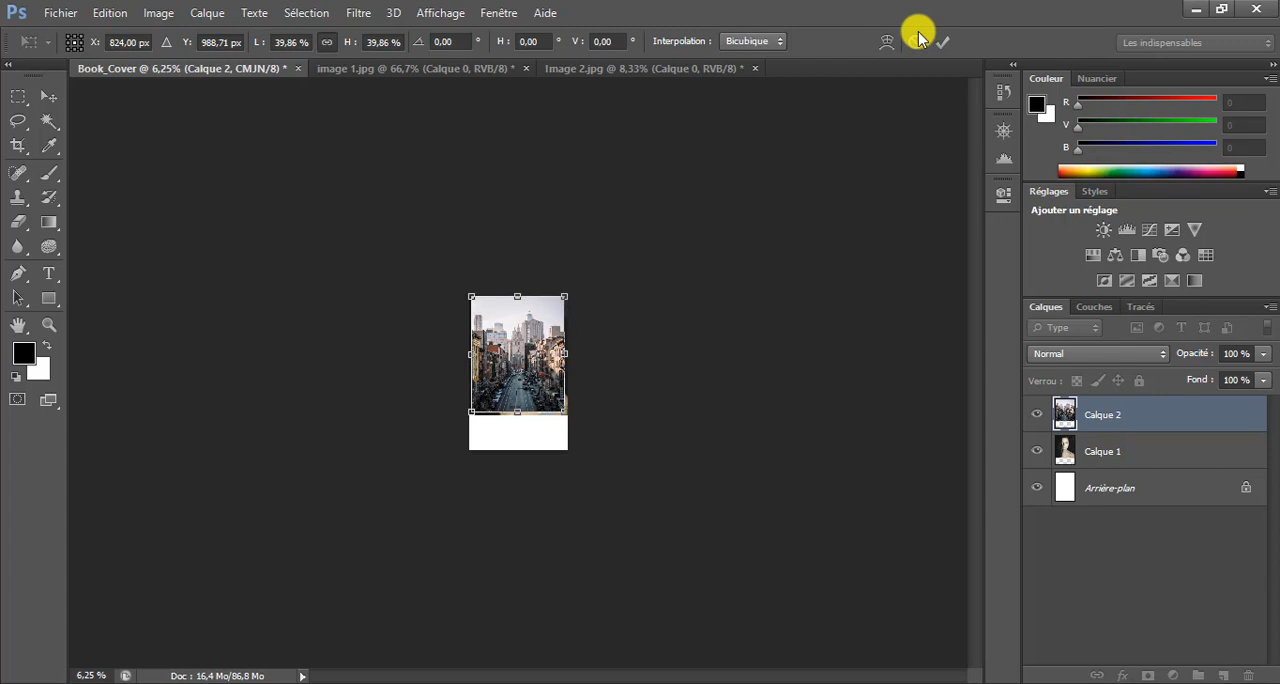 Ps Fichier Edition Image Calque Texte Sélection Filtre 3D Affichage Fenêtre Aide
X: 824,00 px Y: 988,71 px L: 39,86 % H: 39,86 % 0,00 ° H: 0,00 ° V: 0,00 ° Interpolation : Bicubique Les indispensables
Book_Cover @ 6,25% (Calque 2, CMJN/8) * × image 1.jpg @ 66,7% (Calque 0, RVB/8) * × Image 2.jpg @ 8,33% (Calque 0, RVB/8) * ×
Couleur Nuancier
R 0
V 0
B 0
Réglages Styles
Ajouter un réglage
Calques Couches Tracés
Type
Normal Opacité : 100 %
Verrou : Fond : 100 %
Calque 2
Calque 1
Arrière-plan
6,25 % Doc : 16,4 Mo/86,8 Mo